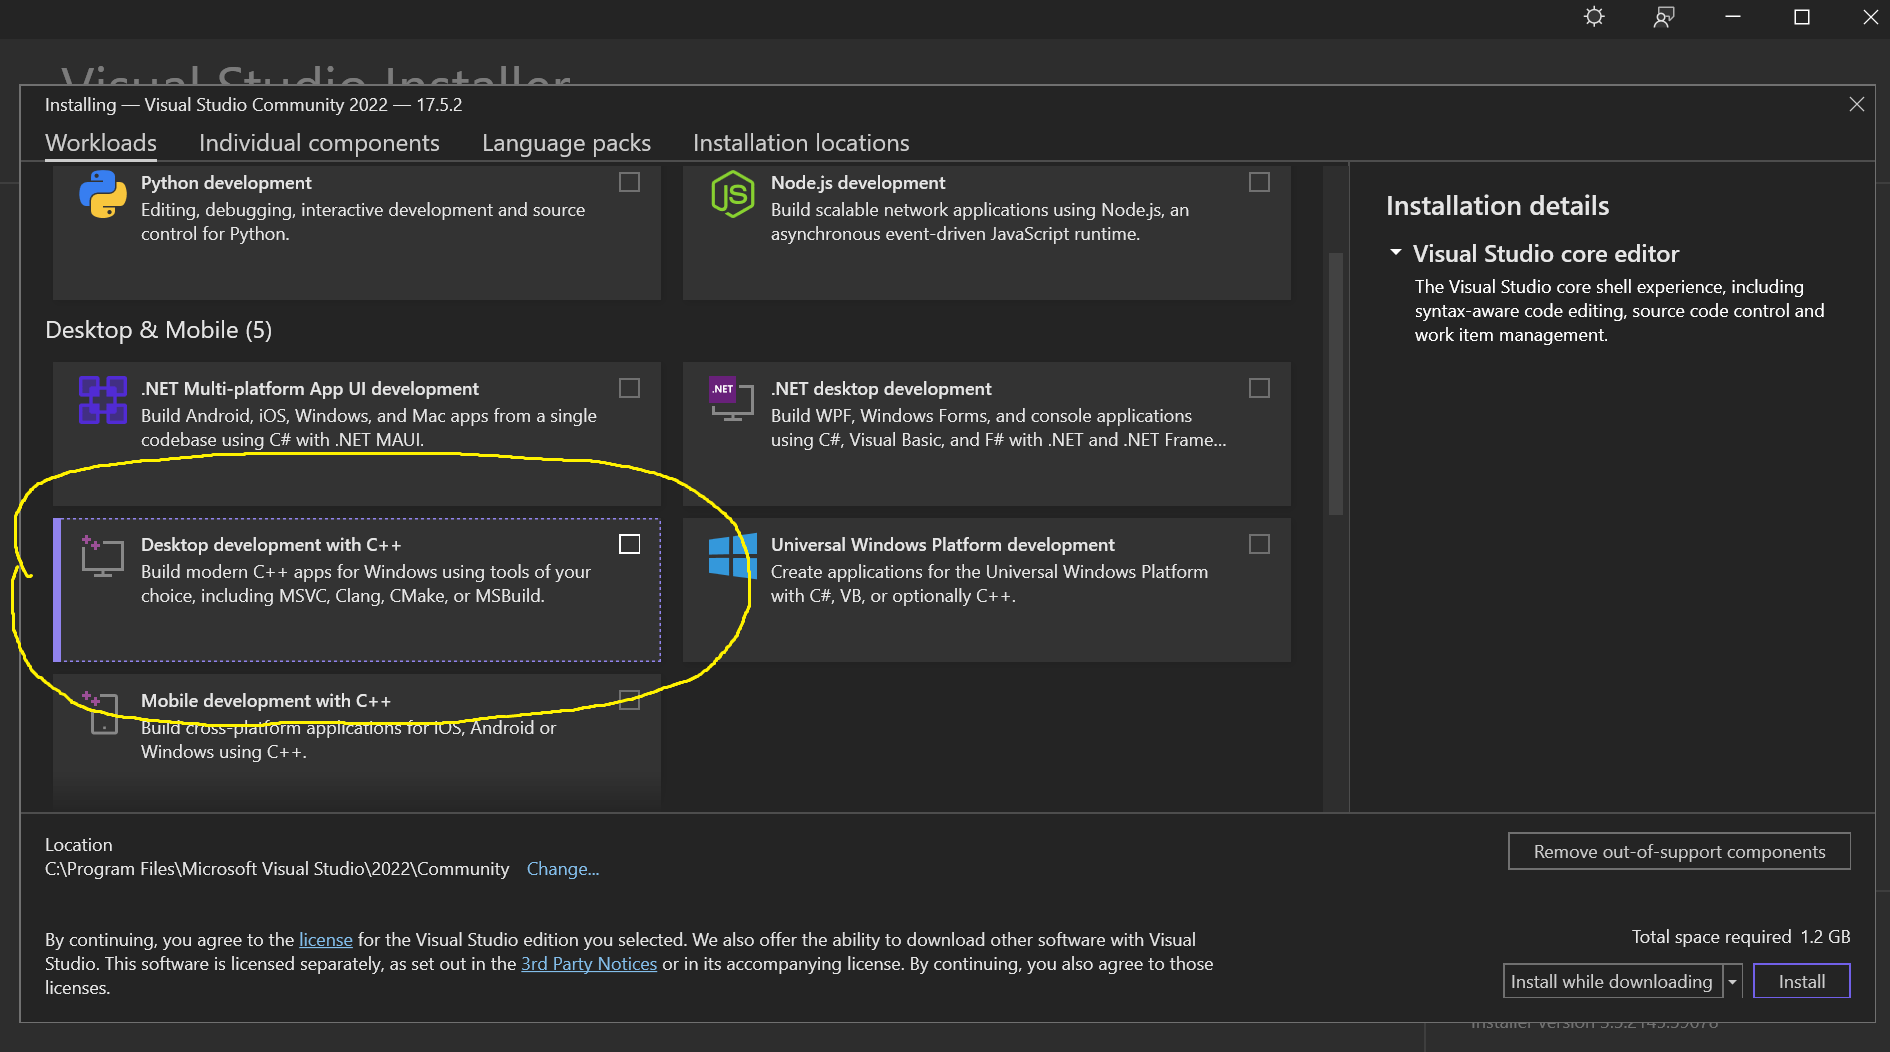 Visual Studio Installer
Installing — Visual Studio Community 2022 — 17.5.2
Workloads
Individual components
Language packs
Installation locations
Python development
Editing, debugging, interactive development and source
control for Python.
JS
Node.js development
Build scalable network applications using Node.js, an
asynchronous event-driven JavaScript runtime.
Desktop & Mobile (5)
.NET Multi-platform App UI development
Build Android, iOS, Windows, and Mac apps from a single
codebase using C# with .NET MAUI.
.NET
.NET desktop development
Build WPF, Windows Forms, and console applications
using C#, Visual Basic, and F# with .NET and .NET Frame...
Desktop development with C++
Build modern C++ apps for Windows using tools of your
choice, including MSVC, Clang, CMake, or MSBuild.
Universal Windows Platform development
Create applications for the Universal Windows Platform
with C#, VB, or optionally C++.
Mobile development with C++
Build cross-platform applications for iOS, Android or
Windows using C++.
Installation details
Visual Studio core editor
The Visual Studio core shell experience, including
syntax-aware code editing, source code control and
work item management.
Location
C:\Program Files\Microsoft Visual Studio\2022\Community Change...
Remove out-of-support components
By continuing, you agree to the license for the Visual Studio edition you selected. We also offer the ability to download other software with Visual
Studio. This software is licensed separately, as set out in the 3rd Party Notices or in its accompanying license. By continuing, you also agree to those
licenses.
Total space required 1.2 GB
Install while downloading
Install
Installer version